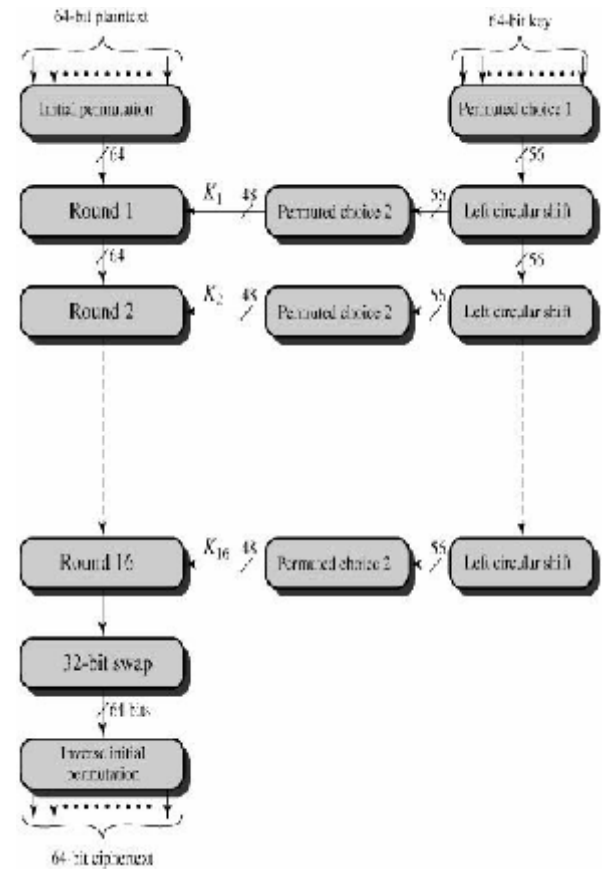 64-bit plaintext
64-bit key
Initial permutation
Permuted choice 1
64
56
Round 1
K1
48
Permuted choice 2
56
Left circular shift
64
56
Round 2
K2
48
Permuted choice 2
56
Left circular shift
Round 16
K16
48
Permuted choice 2
56
Left circular shift
32-bit swap
64 bits
Inverse initial
permutation
64-bit ciphertext